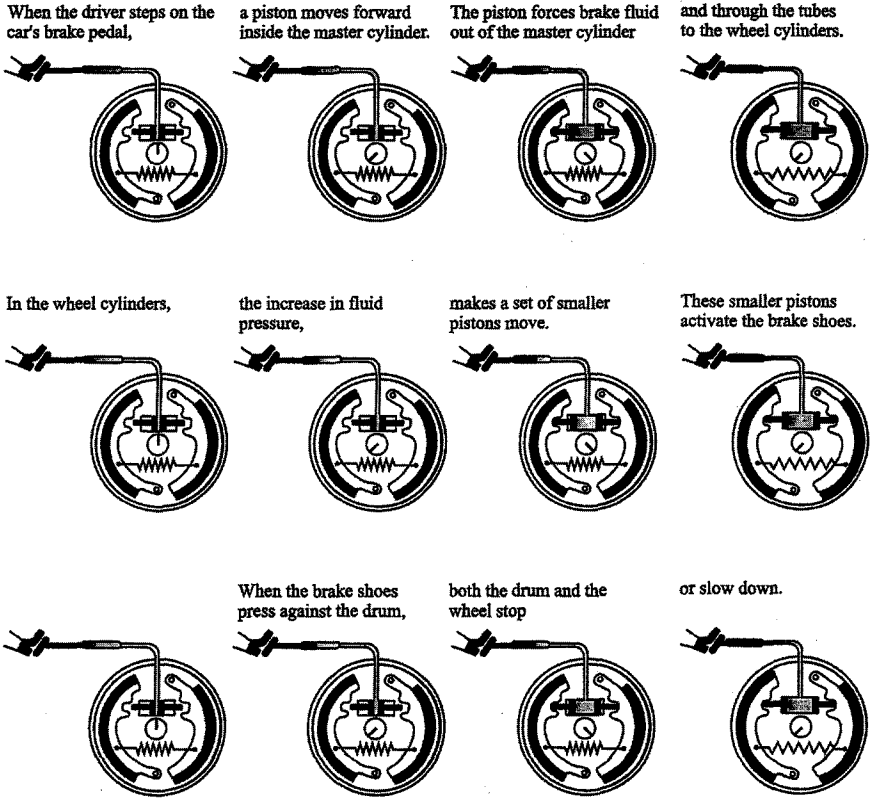 When the driver steps on the
car's brake pedal,
a piston moves forward
inside the master cylinder.
The piston forces brake fluid
out of the master cylinder
and through the tubes
to the wheel cylinders.
In the wheel cylinders,
the increase in fluid
pressure,
makes a set of smaller
pistons move.
These smaller pistons
activate the brake shoes.
When the brake shoes
press against the drum,
both the drum and the
wheel stop
or slow down.